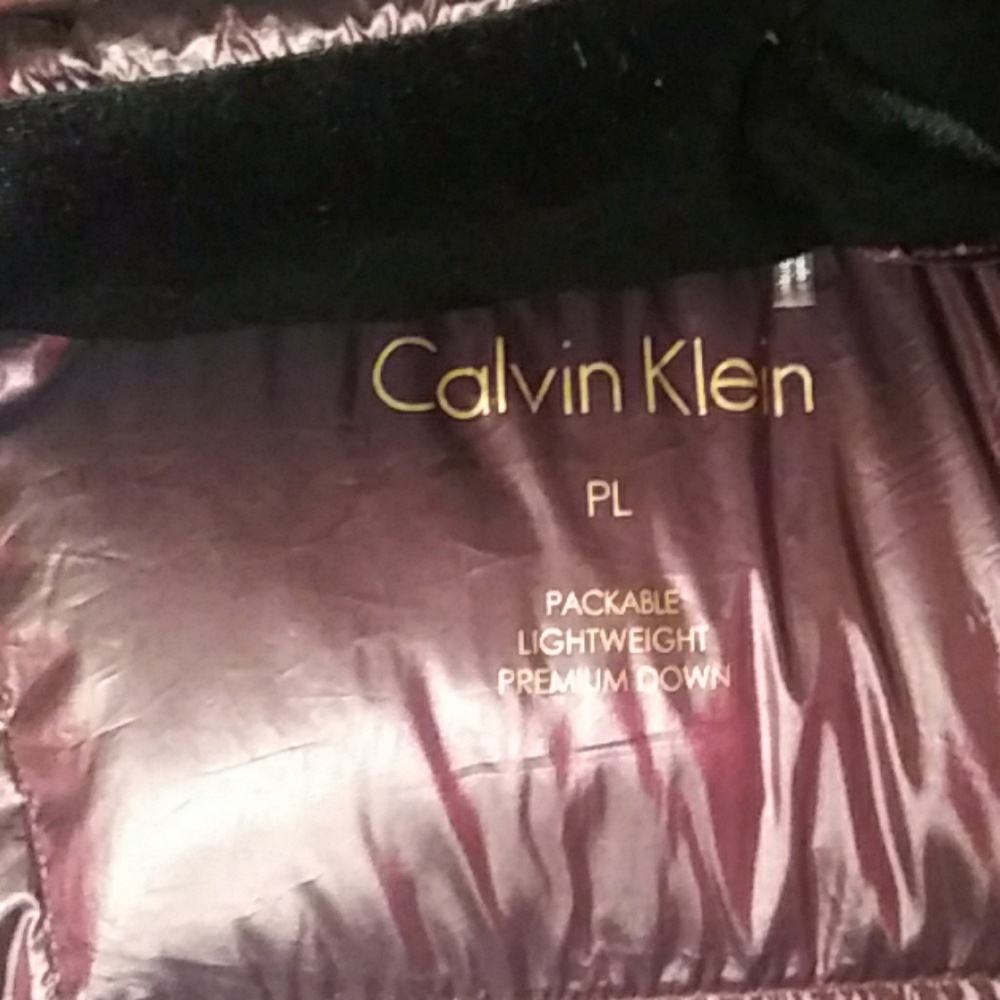 Calvin Klein
PL
PACKABLE
LIGHTWEIGHT
PREMIUM DOWN